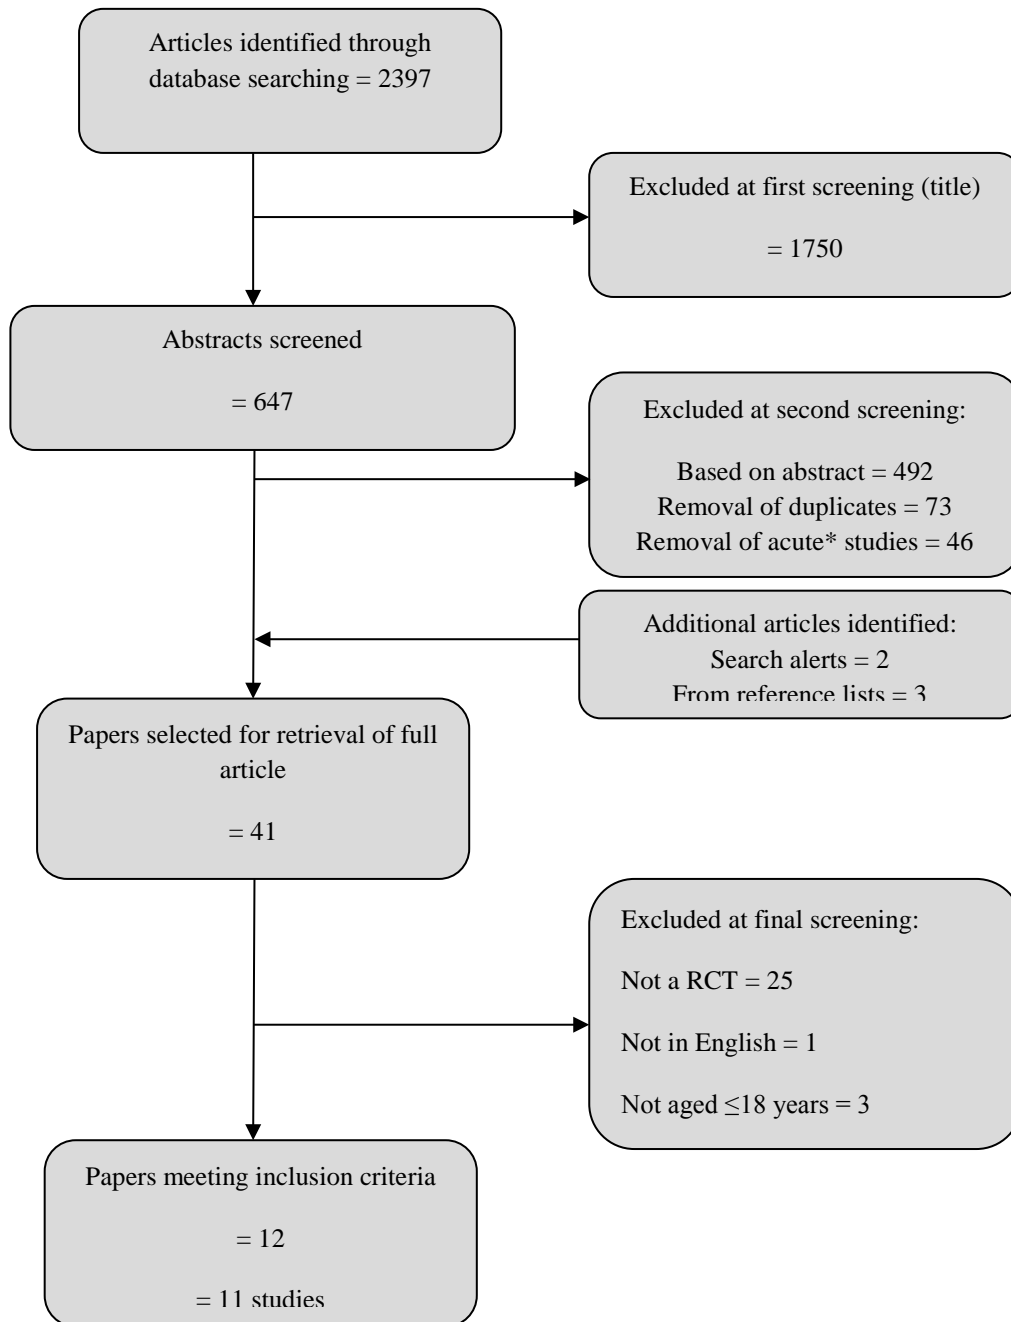 Articles identified through
database searching = 2397
Excluded at first screening (title)
= 1750
Abstracts screened
= 647
Excluded at second screening:
Based on abstract = 492
Removal of duplicates = 73
Removal of acute* studies = 46
Additional articles identified:
Search alerts = 2
From reference lists = 3
Papers selected for retrieval of full
article
= 41
Excluded at final screening:
Not a RCT = 25
Not in English = 1
Not aged ≤18 years = 3
Papers meeting inclusion criteria
= 12
= 11 studies